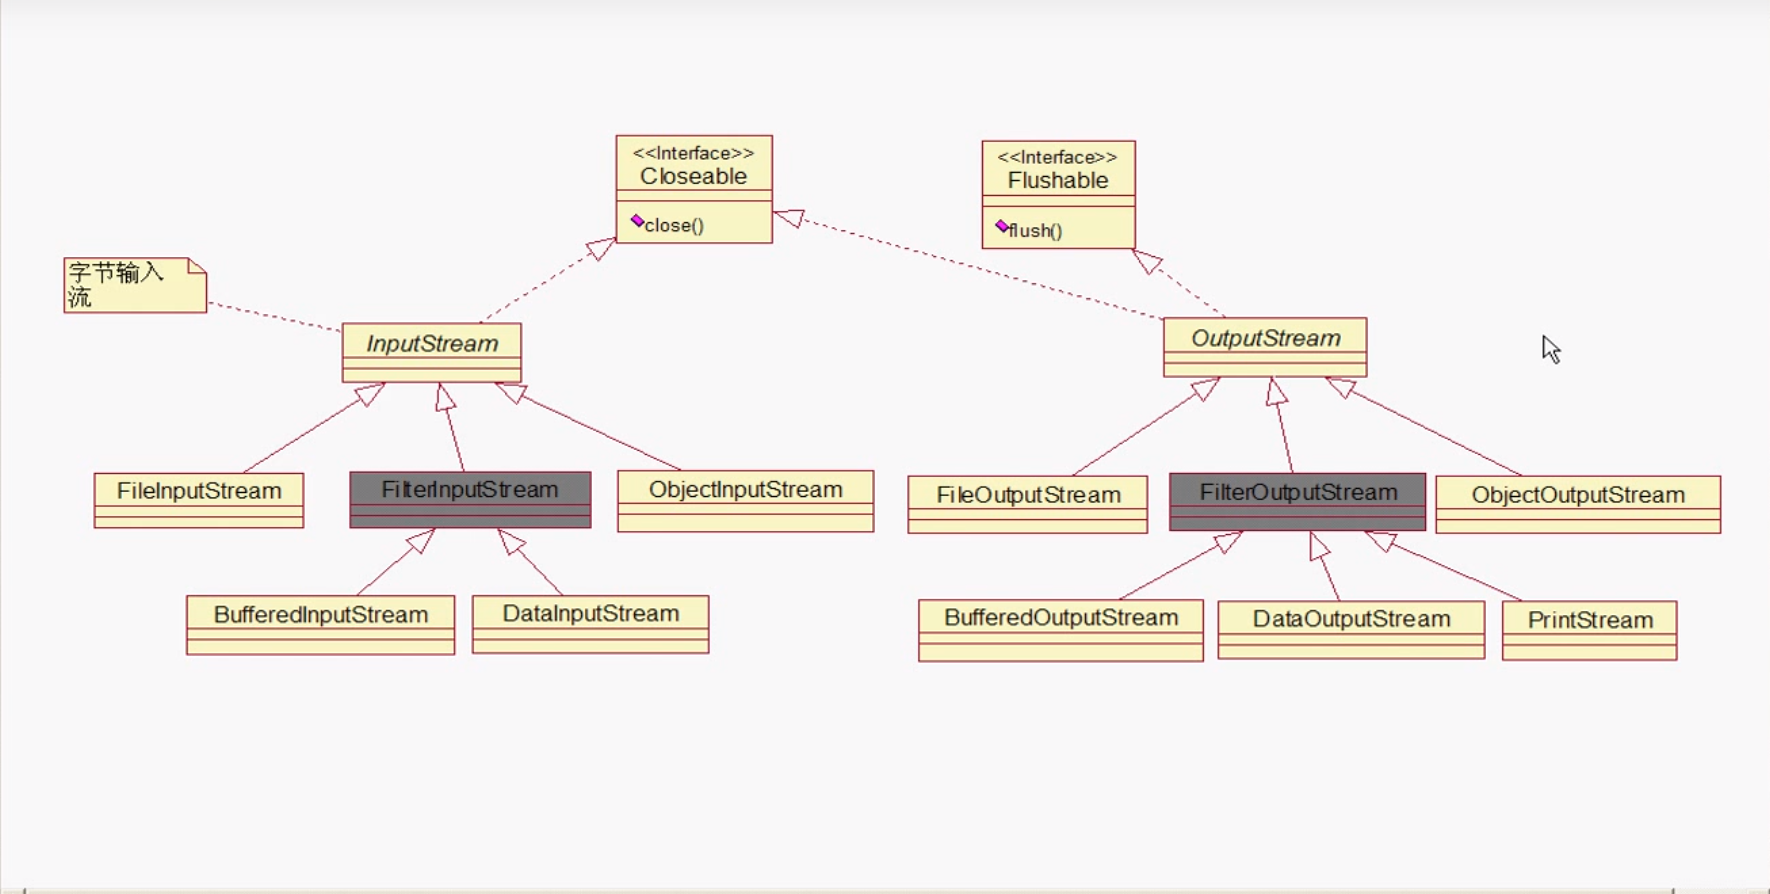 <<Interface>>
Closeable
close()
<<Interface>>
Flushable
flush()
字节输入
流
InputStream
OutputStream
FileInputStream
FilterInputStream
ObjectInputStream
FileOutputStream
FilterOutputStream
ObjectOutputStream
BufferedInputStream
DataInputStream
BufferedOutputStream
DataOutputStream
PrintStream